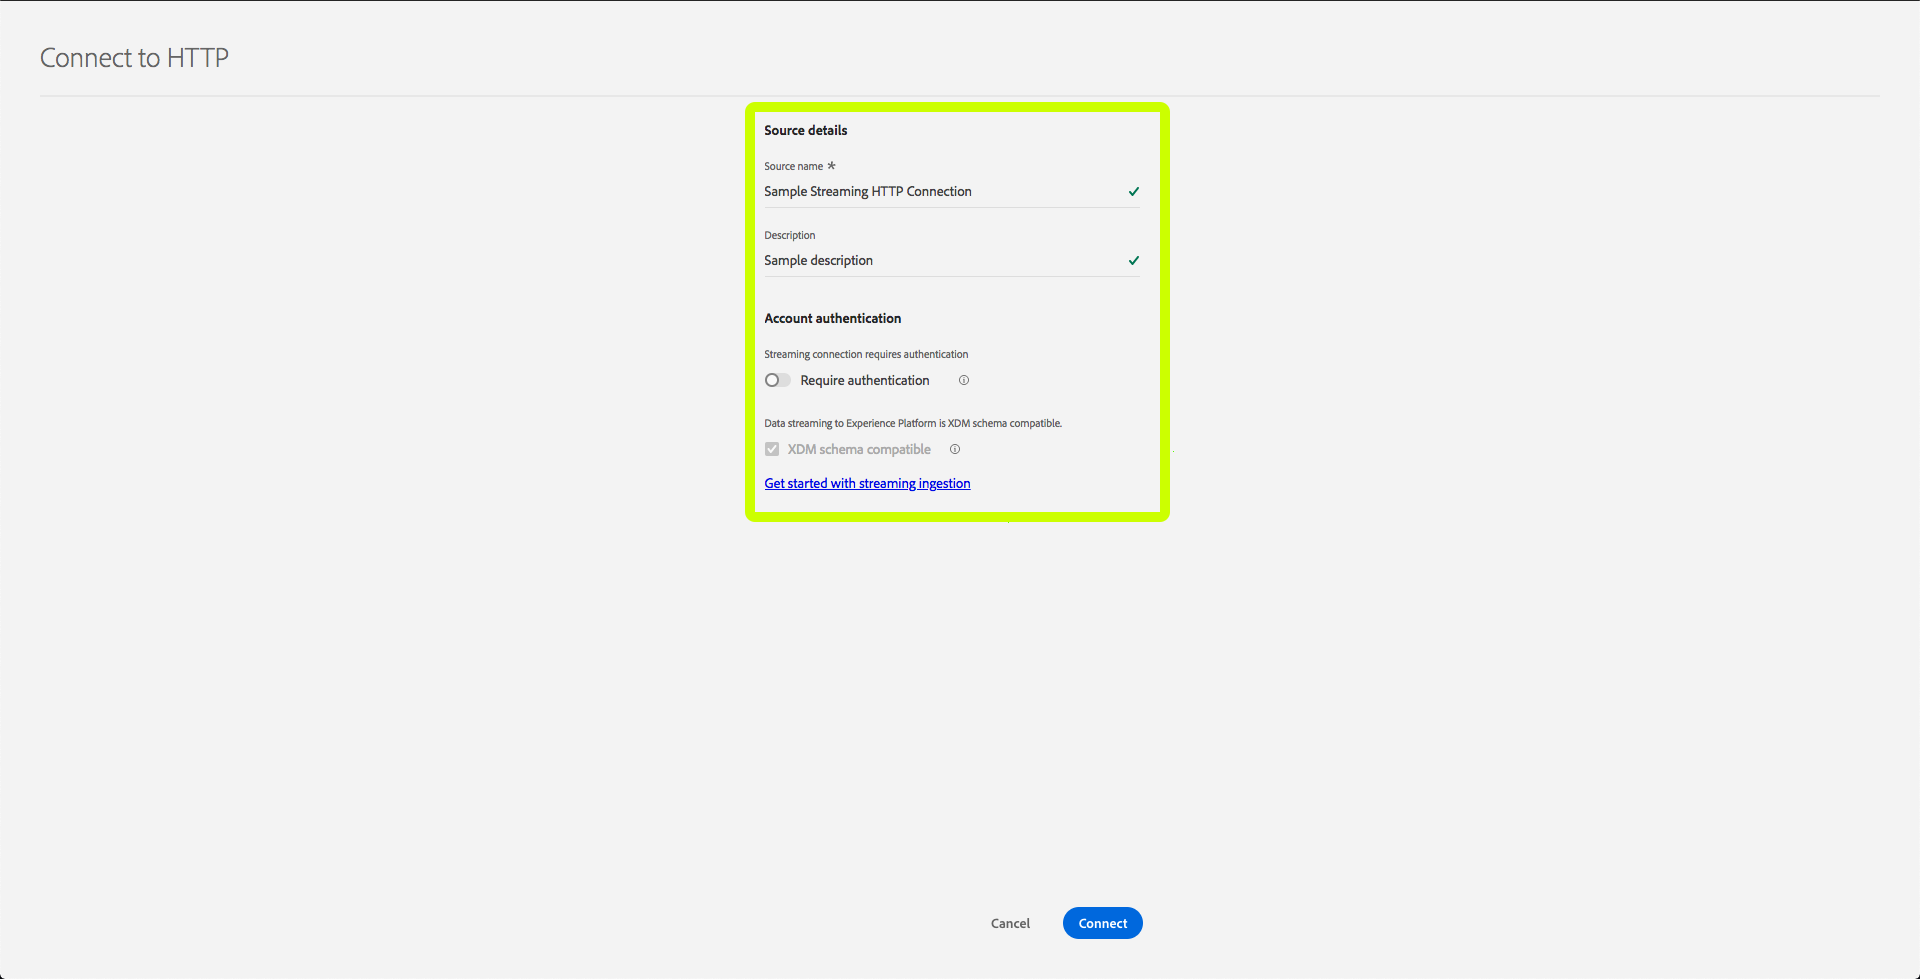 Connect to HTTP
Source details
Source name *
Sample Streaming HTTP Connection
Description
Sample description
Account authentication
Streaming connection requires authentication
Require authentication
Data streaming to Experience Platform is XDM schema compatible.
XDM schema compatible
Get started with streaming ingestion
Cancel
Connect